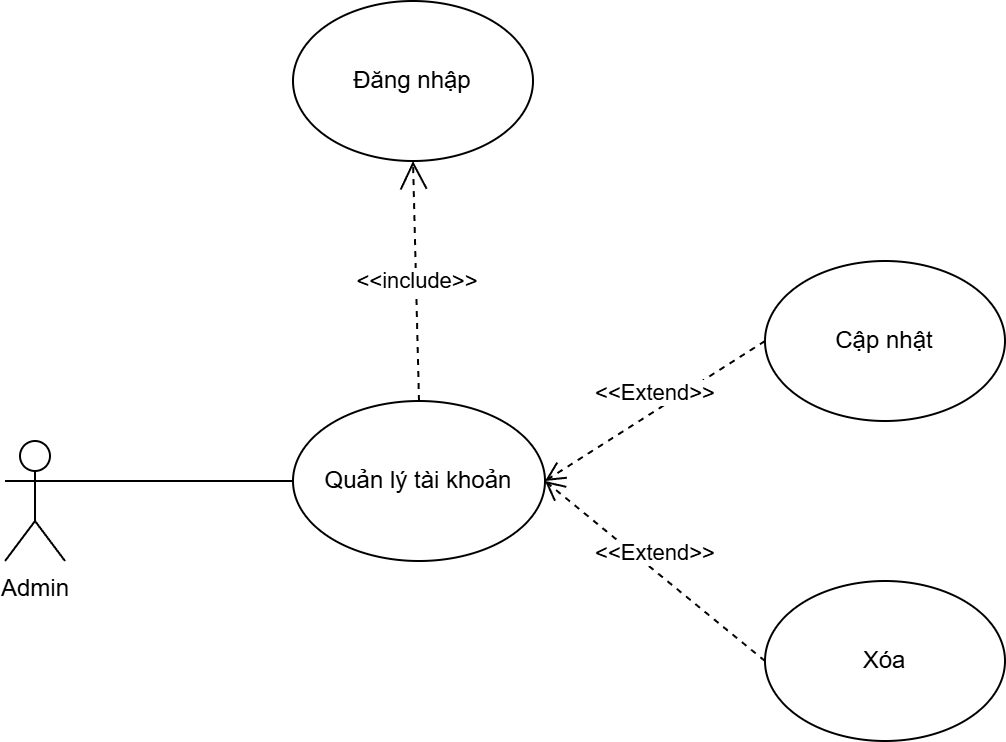 Đăng nhập
<<include>>
Cập nhật
<<Extend>>
Quản lý tài khoản
<<Extend>>
Admin
Xóa